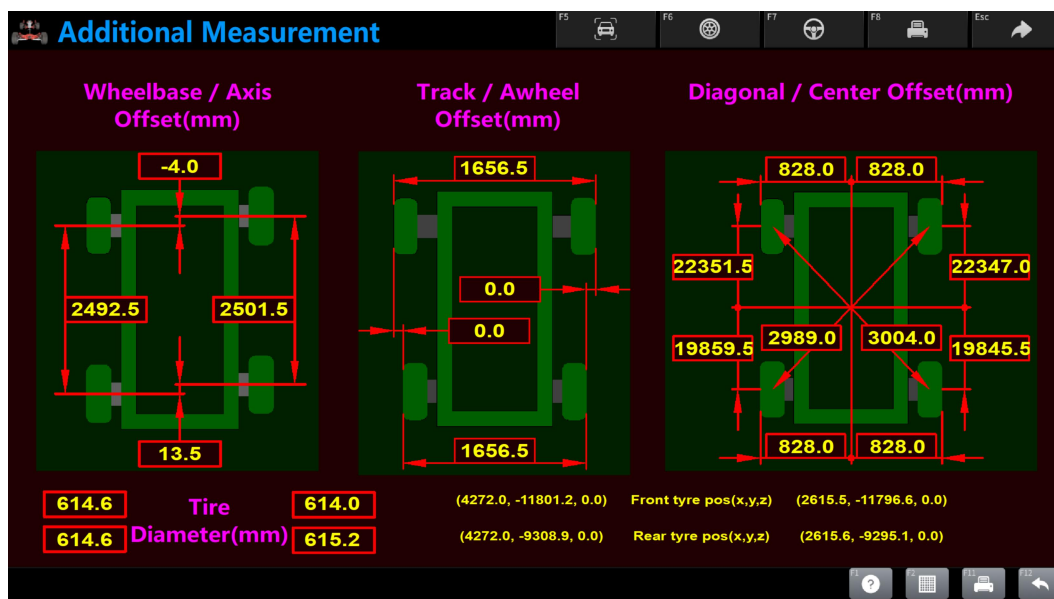 Additional Measurement
F5
F6
F7
F8
Esc
Wheelbase / Axis
Offset(mm)
Track / Awheel
Offset(mm)
Diagonal / Center Offset(mm)
-4.0
2492.5
2501.5
13.5
1656.5
0.0
0.0
1656.5
828.0 828.0
22351.5
22347.0
2989.0
3004.0
19859.5
19845.5
828.0 828.0
614.6
614.0
Tire
Diameter(mm)
614.6
615.2
(4272.0, -11801.2, 0.0) Front tyre pos(x,y,z) (2615.5, -11796.6, 0.0)
(4272.0, -9308.9, 0.0) Rear tyre pos(x,y,z) (2615.6, -9295.1, 0.0)
F1
?
F2
F11
F12